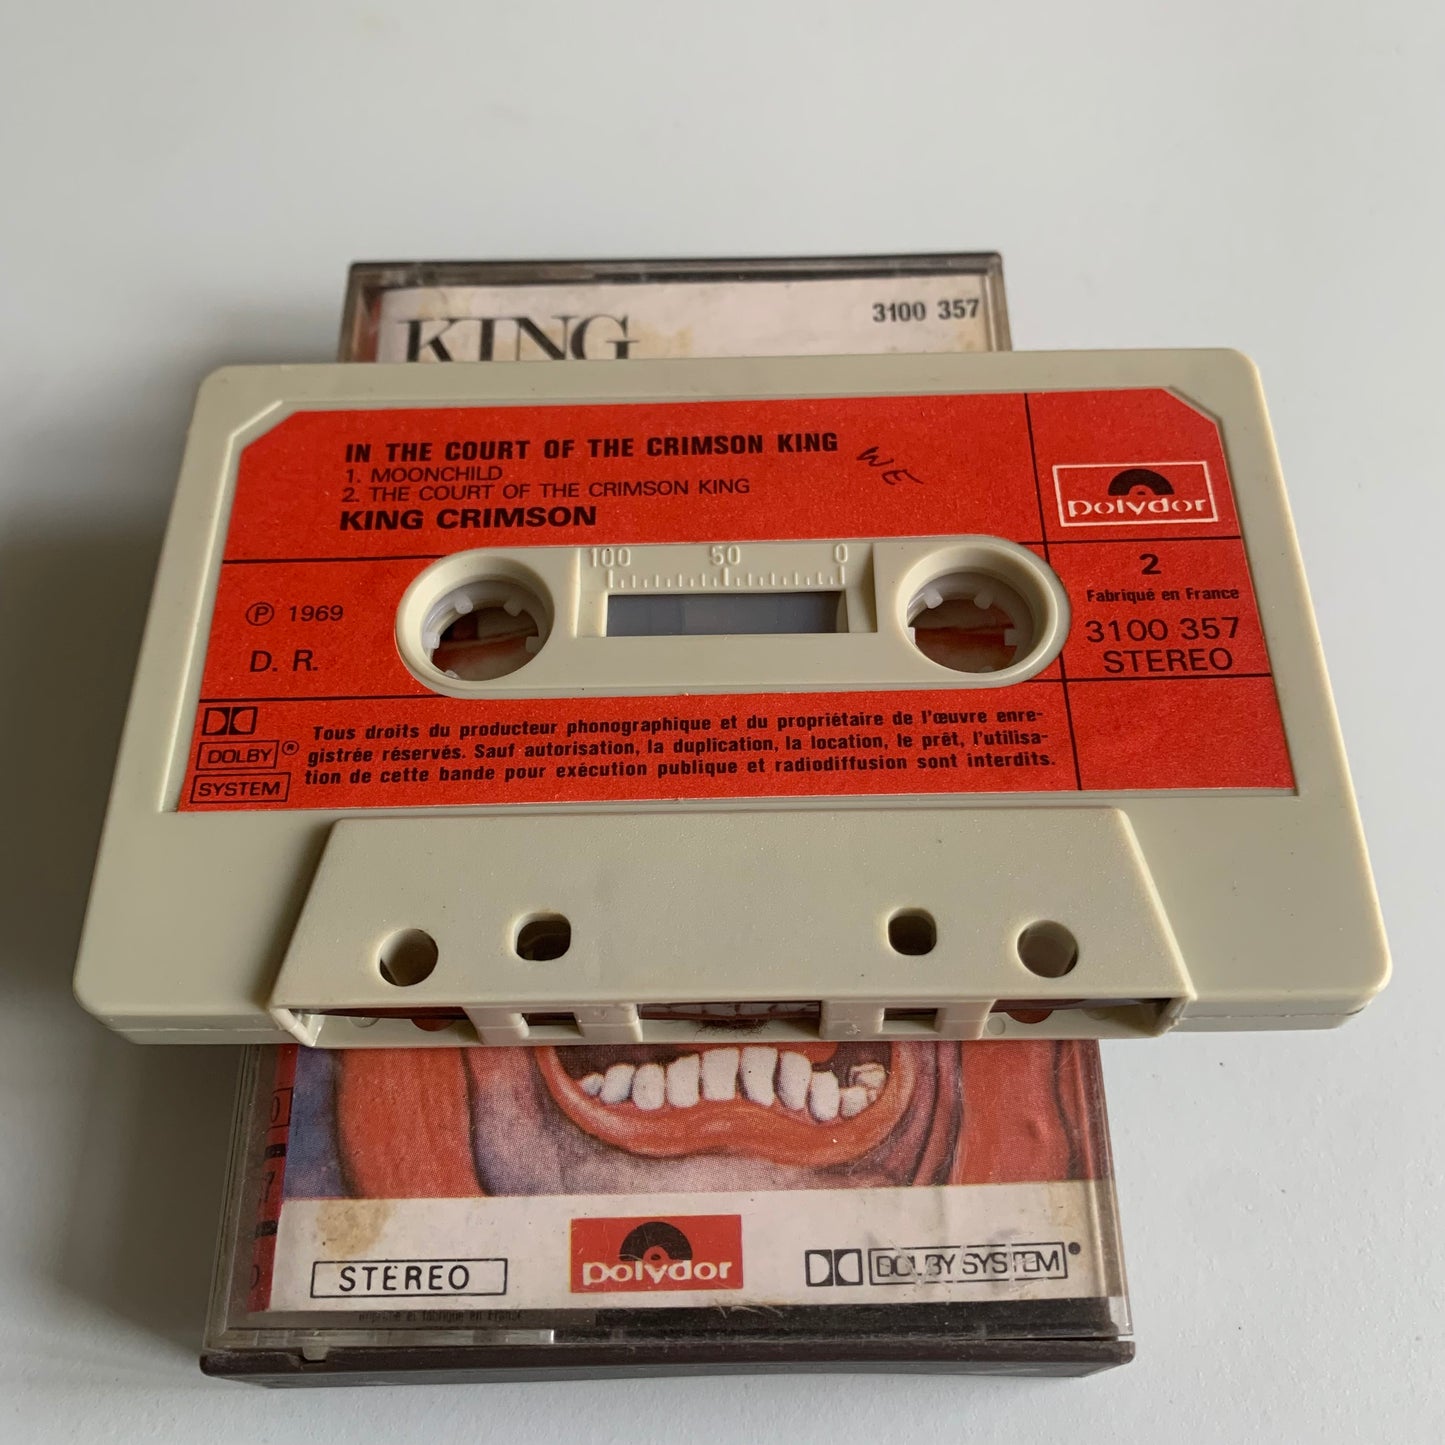 KING
3100 357
IN THE COURT OF THE CRIMSON KING
WE
1. MOONCHILD
2. THE COURT OF THE CRIMSON KING
KING CRIMSON
polydor
100 50 0
2
Fabriqué en France
3100 357
STEREO
℗ 1969
D. R.
DOLBY ®
SYSTEM
Tous droits du producteur phonographique et du propriétaire de l'œuvre enre-
gistrée réservés. Sauf autorisation, la duplication, la location, le prêt, l'utilisa-
tion de cette bande pour exécution publique et radiodiffusion sont interdits.
STEREO
polydor
DOLBY SYSTEM